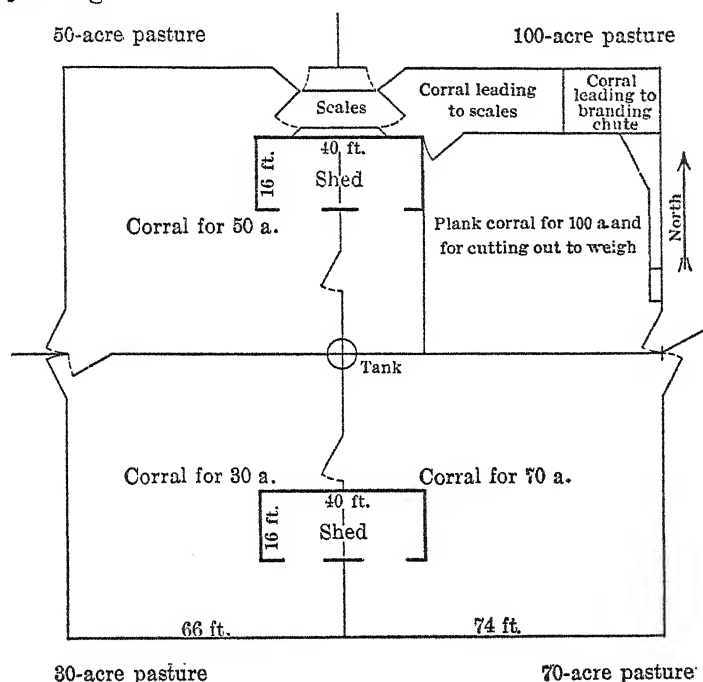 50-acre pasture
100-acre pasture
Scales
Corral leading
to scales
Corral
leading to
branding
chute
40 ft.
16 ft.
Shed
Corral for 50 a.
Plank corral for 100 a. and
for cutting out to weigh
North
Tank
Corral for 30 a.
Corral for 70 a.
40 ft.
16 ft.
Shed
66 ft.
74 ft.
30-acre pasture
70-acre pasture